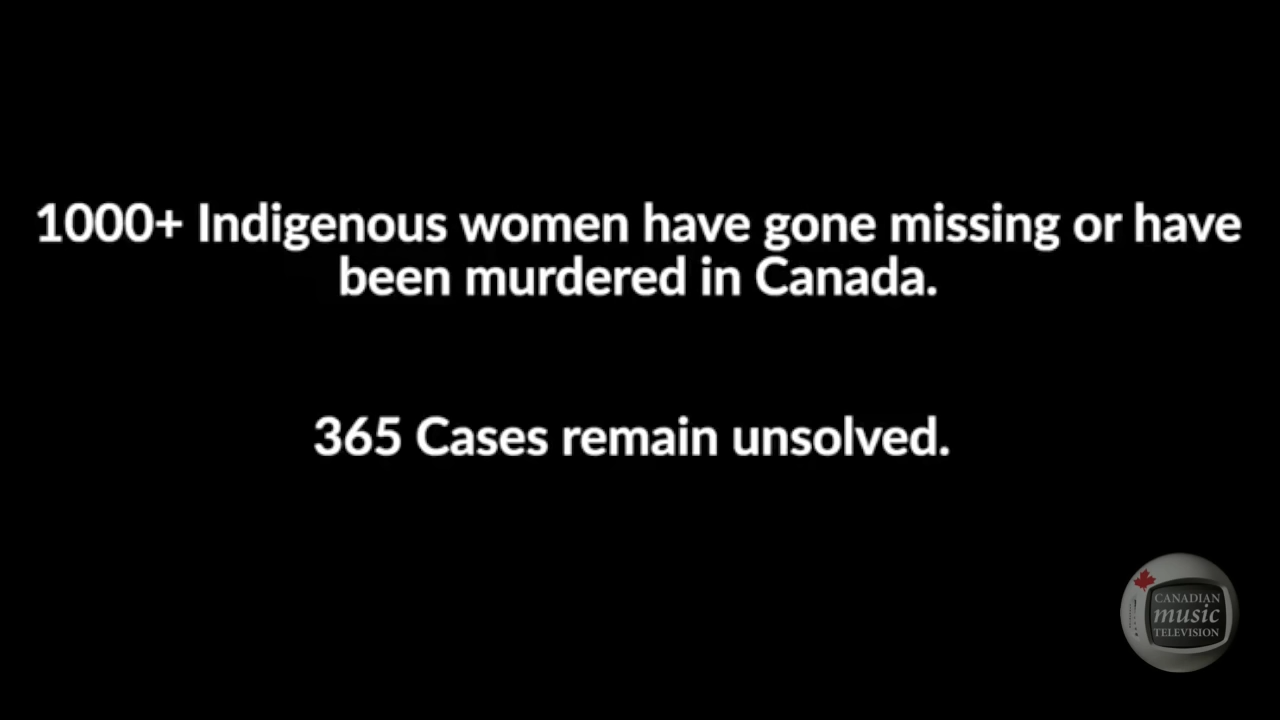 1000+ Indigenous women have gone missing or have
been murdered in Canada.
365 Cases remain unsolved.
CANADIAN
music
TELEVISION